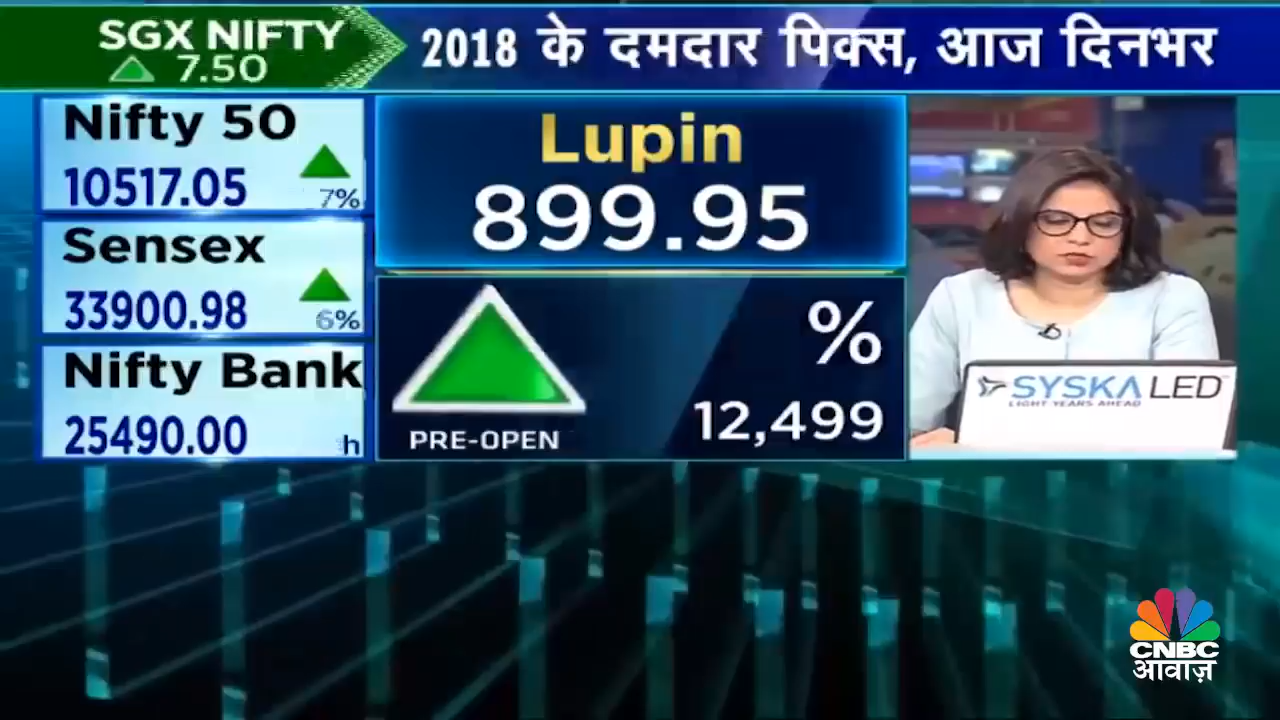 SGX NIFTY
7.50
2018 के दमदार पिक्स, आज दिनभर
Nifty 50
10517.05
7%
Sensex
33900.98
6%
Nifty Bank
25490.00
h
Lupin
899.95
%
PRE-OPEN
12,499
SYSKA LED
LIGHT YEARS AHEAD
CNBC
आवाज़